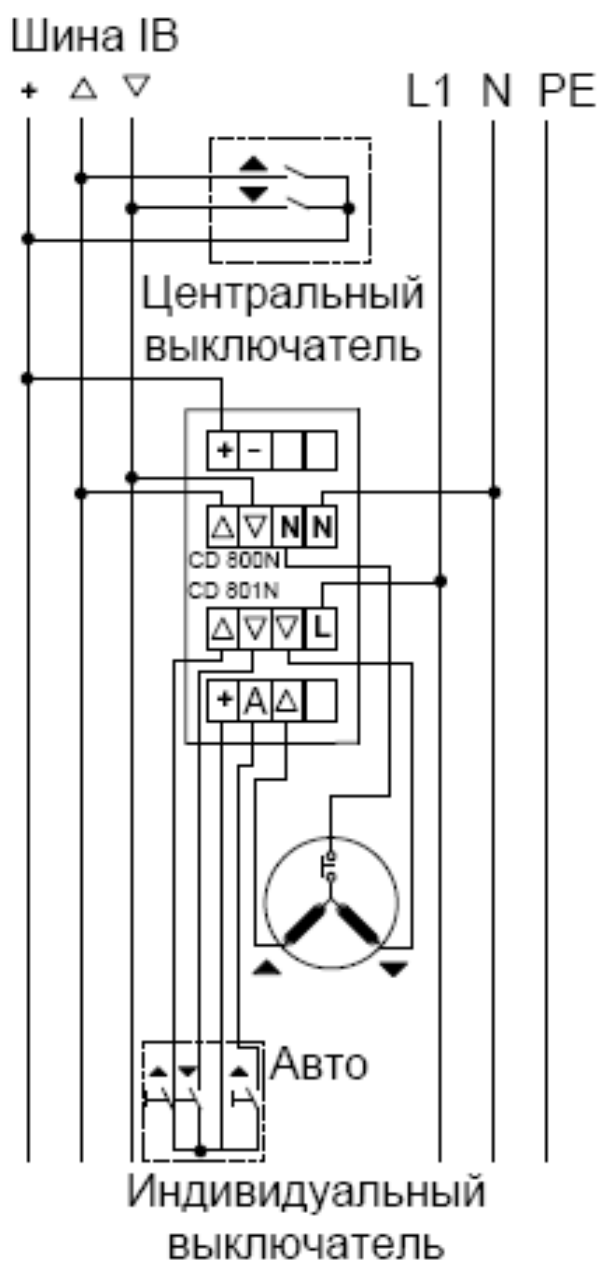 Шина IB
+ △ ▽ L1 N PE
▲
▼
Центральный
выключатель
+ -
△ ▽ N N
CD 800N
CD 801N
△ ▽ ▽ L
+ A △
▲ ▼
Авто
▲ ▼ ▲
Индивидуальный
выключатель